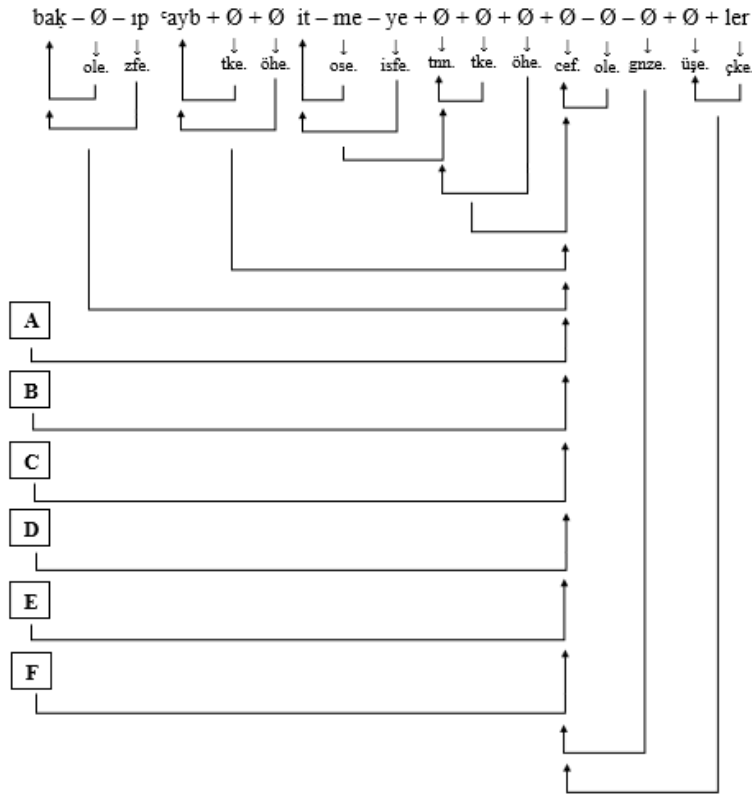 baḳ – Ø – ıp ʿayb + Ø + Ø it – me – ye + Ø + Ø + Ø + Ø – Ø – Ø + Ø + ler
ole. zfe. tke. öhe. ose. isfe. tnn. tke. öhe. cef. ole. gnze. üşe. çke.
A
B
C
D
E
F